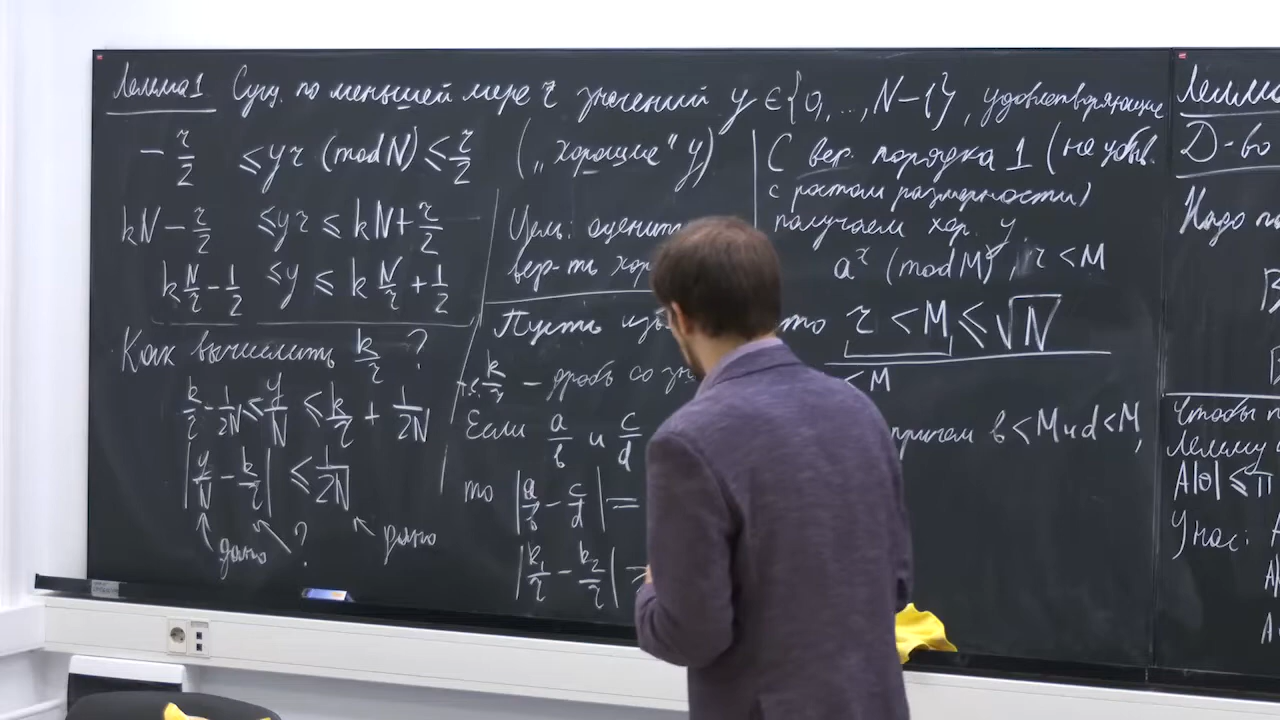 Лемма 1 Сущ. по меньшей мере r значений y ∈ {0, ..., N−1}, удовлетворяющие
− r/2 ≤ yr (mod N) ≤ r/2 („хорошие“ y)
kN − r/2 ≤ yr ≤ kN + r/2
k N/r − 1/2 ≤ y ≤ k N/r + 1/2
Как вычислить k/r ?
k/r − 1/2N ≤ y/N ≤ k/r + 1/2N
|y/N − k/r| ≤ 1/2N
дано ? дано
Цель: оценить
вер-ть хор
Пусть то r < M ≤ √N
< M
т.е. k/r – дробь со зн
Если a/b и c/d причем b < M и d < M,
то |a/b − c/d| =
|k₁/r − k₂/r| =
С вер. порядка 1 (не убыв.
с ростом размерности)
получаем хор. y
aʳ (mod M), r < M
Лемма
Д-во
Надо
Чтобы
Лемму
A|θ| ≤ π
У нас: